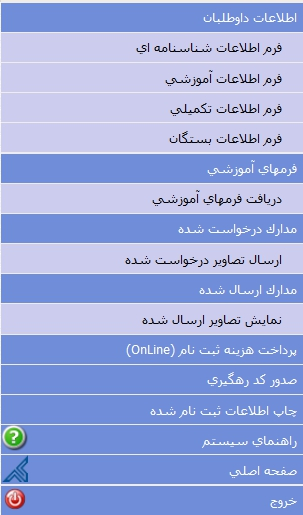 اطلاعات داوطلبان
فرم اطلاعات شناسنامه اي
فرم اطلاعات آموزشي
فرم اطلاعات تكميلي
فرم اطلاعات بستگان
فرمهاي آموزشي
دريافت فرمهاي آموزشي
مدارك درخواست شده
ارسال تصاوير درخواست شده
مدارك ارسال شده
نمايش تصاوير ارسال شده
پرداخت هزينه ثبت نام (OnLine)
صدور كد رهگيري
چاپ اطلاعات ثبت نام شده
راهنماي سيستم
صفحه اصلي
خروج